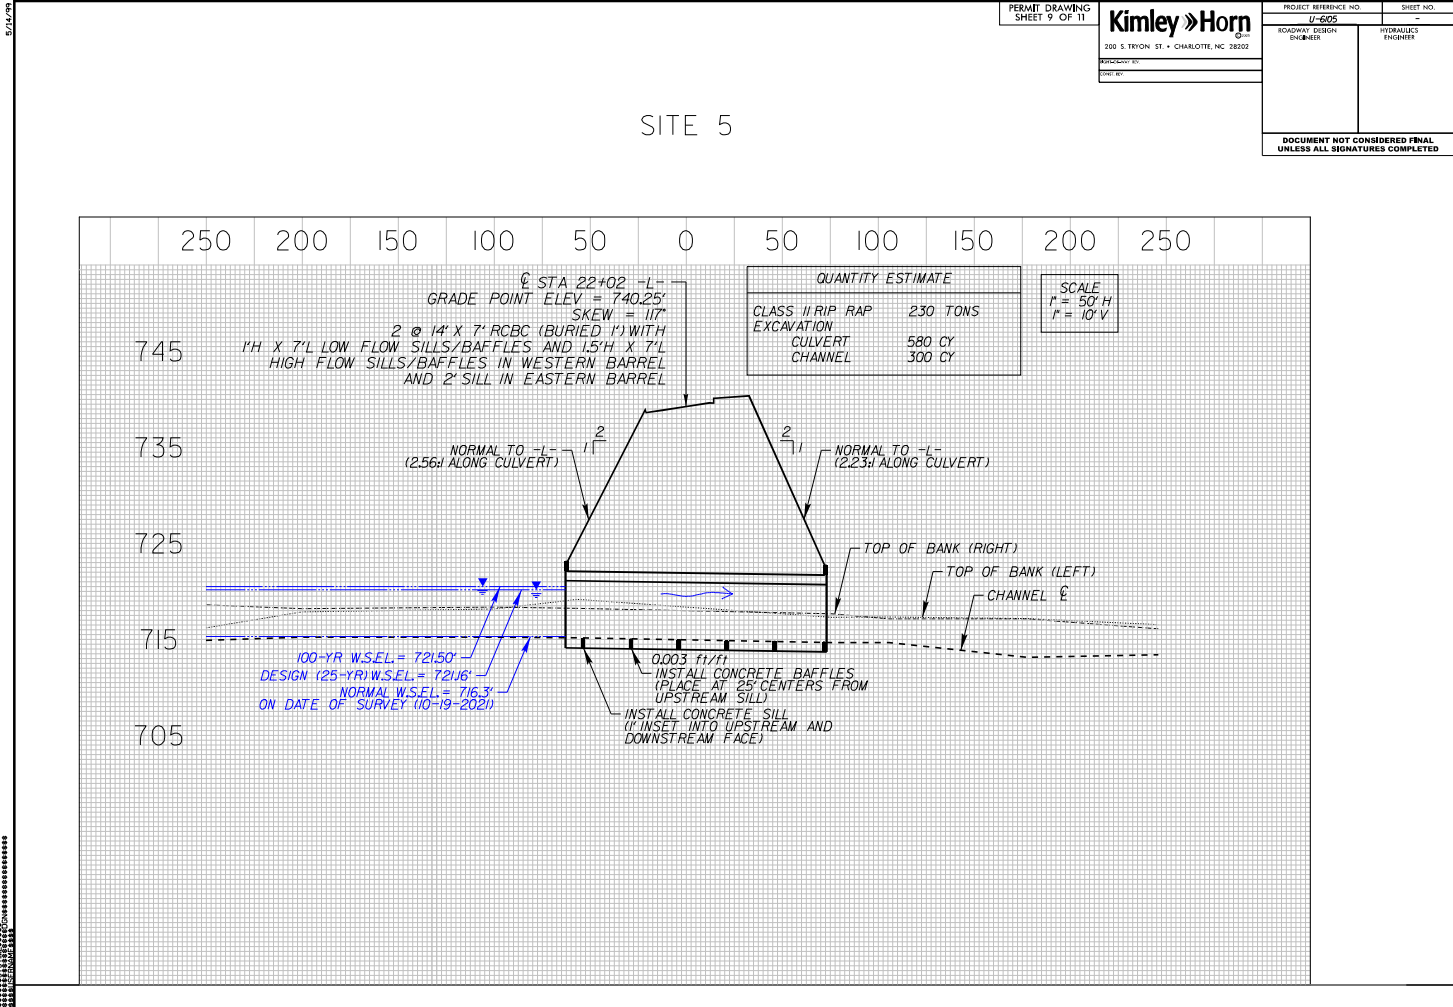 5/14/99
PERMIT DRAWING
SHEET 9 OF 11
Kimley»Horn
200 S. TRYON ST. • CHARLOTTE, NC 28202
RIGHT-OF-WAY REV.
CONST. REV.
PROJECT REFERENCE NO.
SHEET NO.
U-6105
-
ROADWAY DESIGN
ENGINEER
HYDRAULICS
ENGINEER
DOCUMENT NOT CONSIDERED FINAL
UNLESS ALL SIGNATURES COMPLETED
SITE 5
250 200 150 100 50 0 50 100 150 200 250
℄ STA 22+02 -L-
GRADE POINT ELEV = 740.25'
SKEW = 117°
2 @ 14' X 7' RCBC (BURIED 1') WITH
1'H X 7'L LOW FLOW SILLS/BAFFLES AND 1.5'H X 7'L
HIGH FLOW SILLS/BAFFLES IN WESTERN BARREL
AND 2' SILL IN EASTERN BARREL
QUANTITY ESTIMATE
CLASS II RIP RAP 230 TONS
EXCAVATION
CULVERT 580 CY
CHANNEL 300 CY
SCALE
1" = 50' H
1" = 10' V
745
735
725
715
705
2
1
NORMAL TO -L-
(2.56:1 ALONG CULVERT)
2
1
NORMAL TO -L-
(2.23:1 ALONG CULVERT)
TOP OF BANK (RIGHT)
TOP OF BANK (LEFT)
CHANNEL ℄
100-YR W.S.EL. = 721.50'
DESIGN (25-YR) W.S.EL. = 721.16'
NORMAL W.S.EL. = 716.3'
ON DATE OF SURVEY (10-19-2021)
0.003 ft/ft
INSTALL CONCRETE BAFFLES
(PLACE AT 25' CENTERS FROM
UPSTREAM SILL)
INSTALL CONCRETE SILL
(1' INSET INTO UPSTREAM AND
DOWNSTREAM FACE)